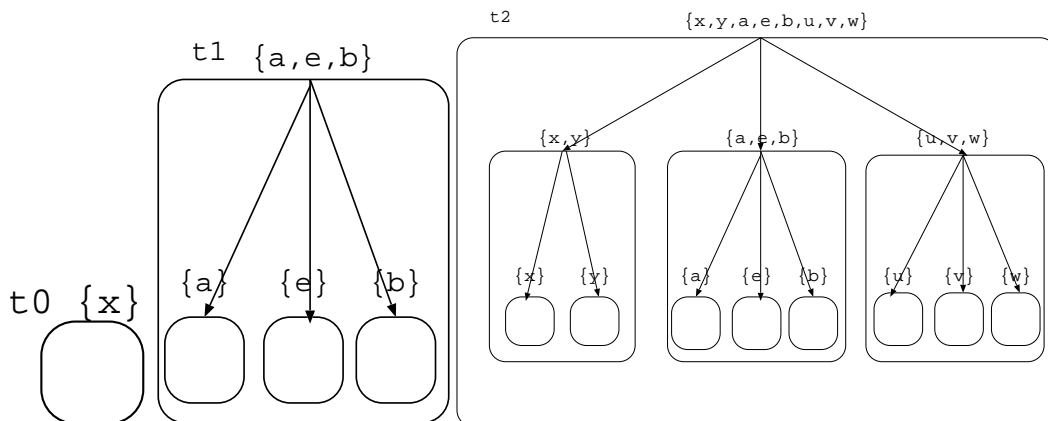 t2 {x,y,a,e,b,u,v,w}
t1 {a,e,b}
{x,y} {a,e,b} {u,v,w}
{x} {y} {a} {e} {b} {u} {v} {w}
{a} {e} {b}
t0 {x}